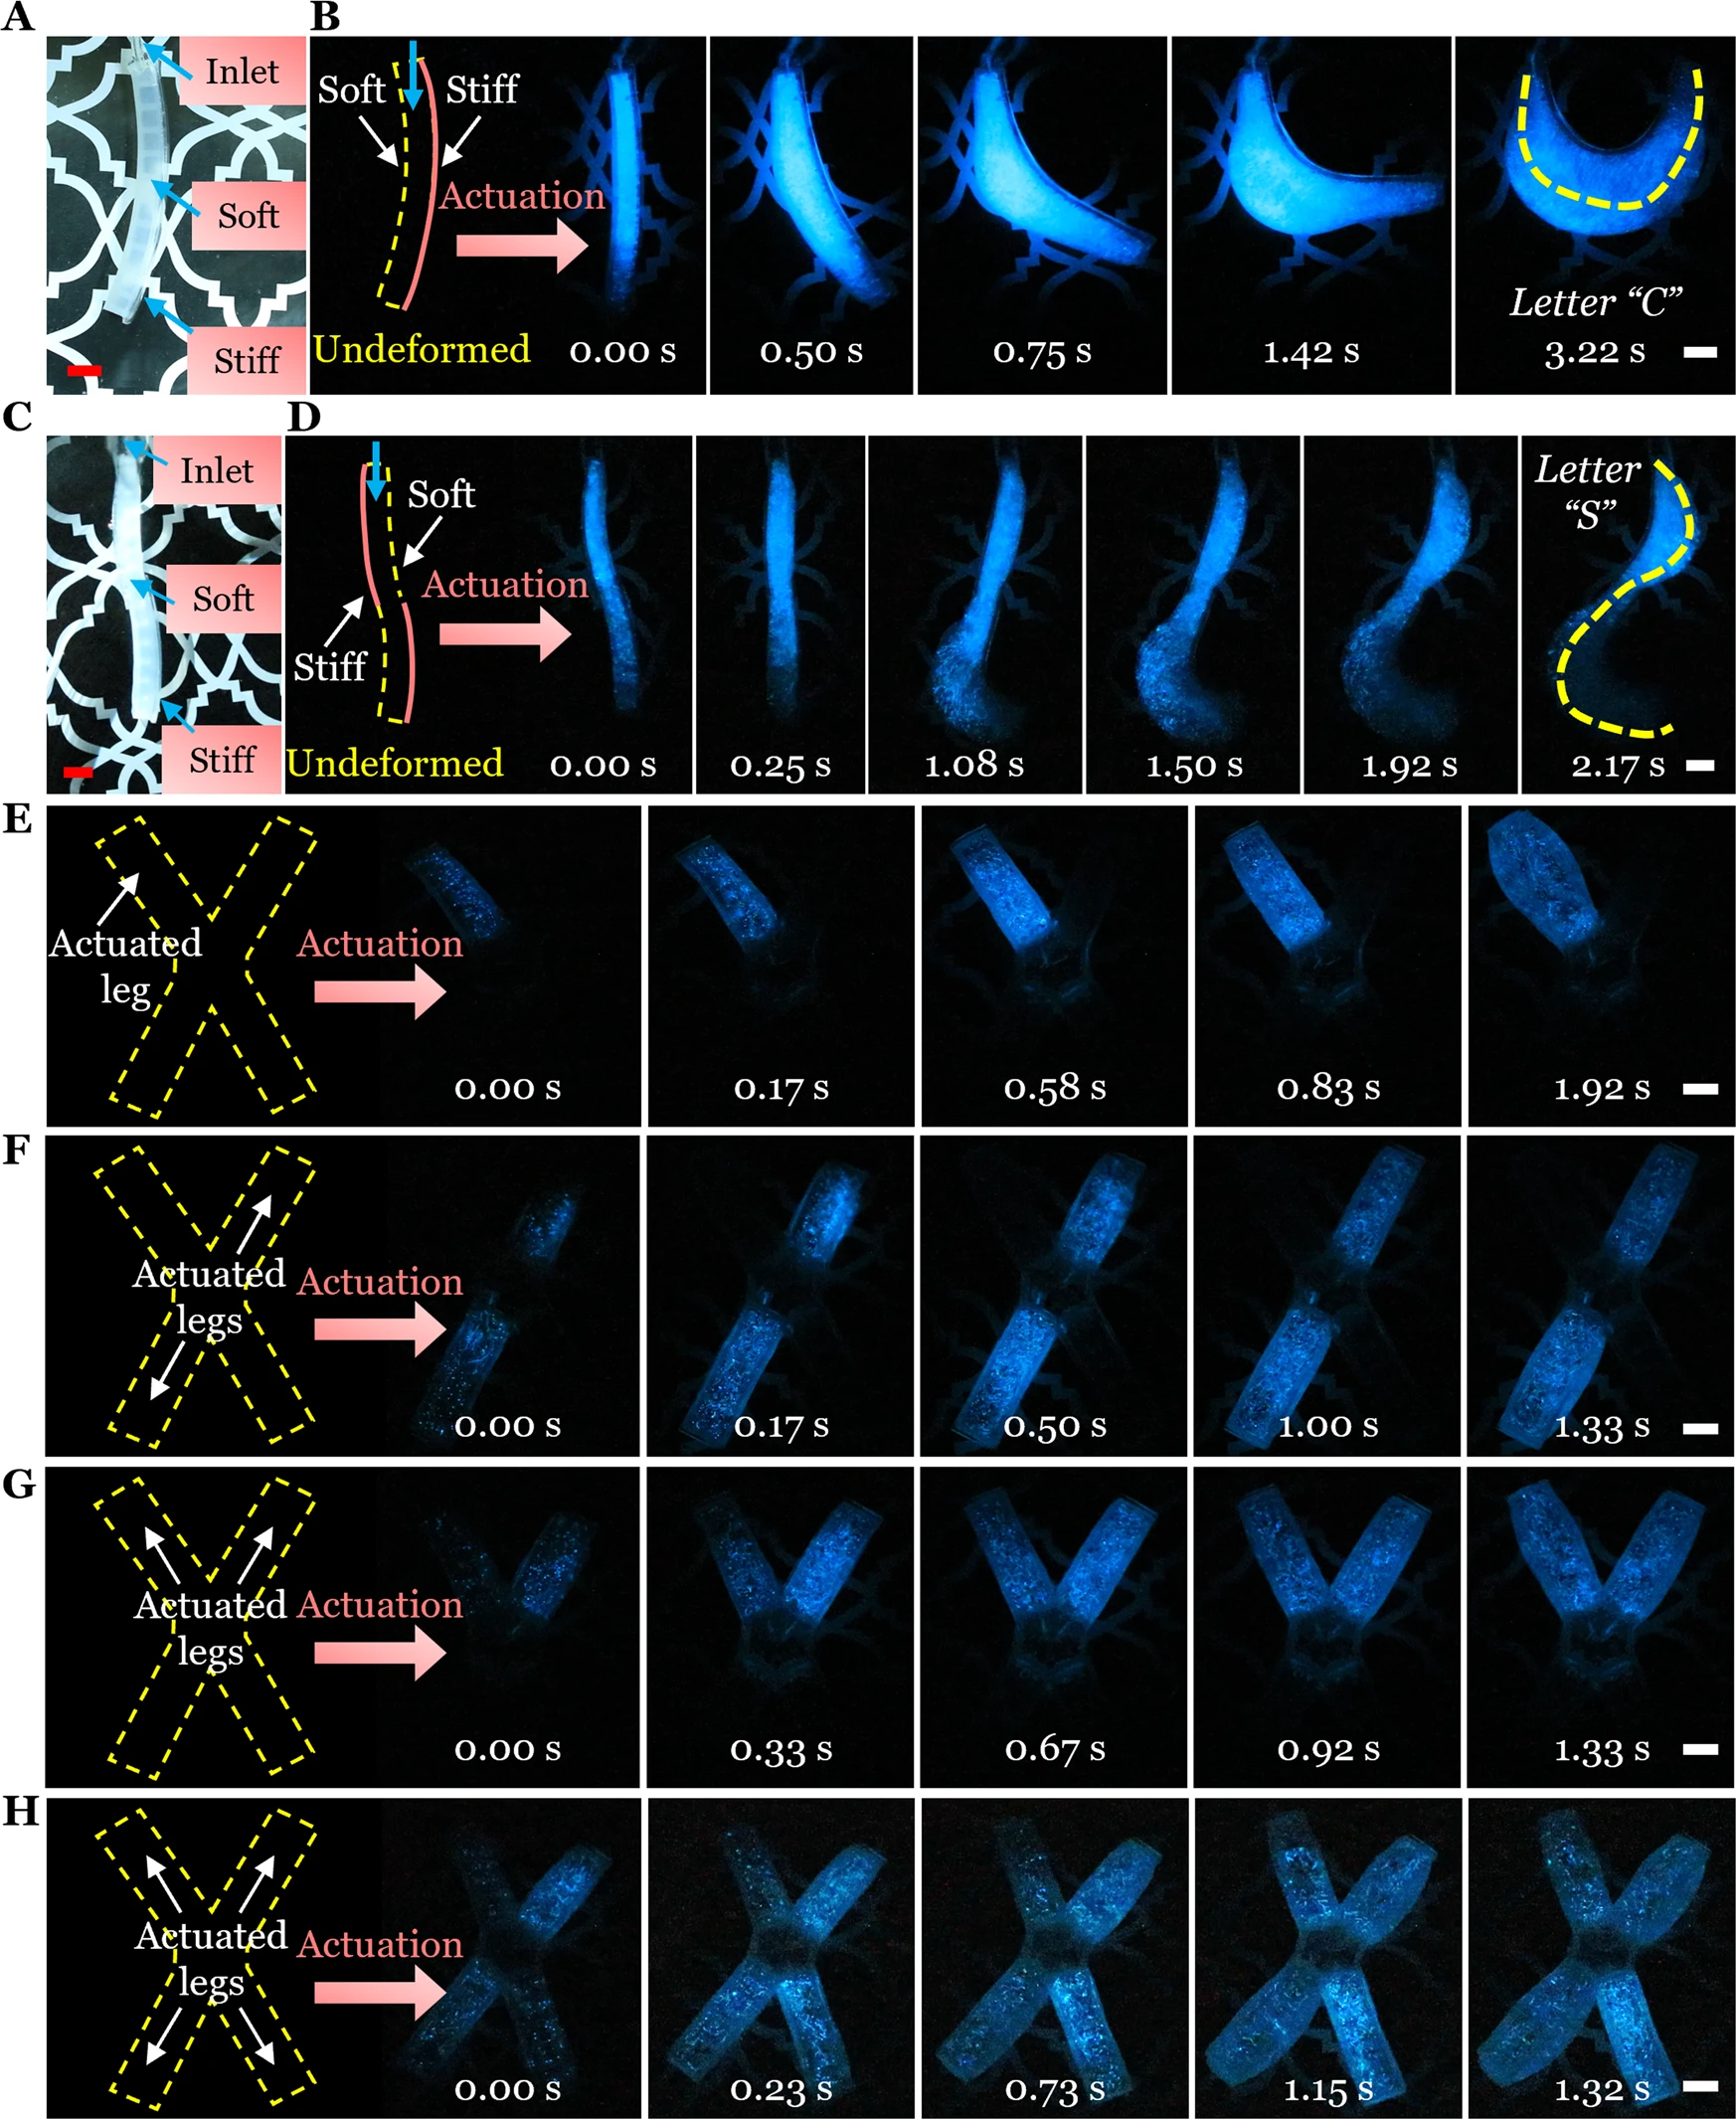 A
Inlet
Soft
Stiff
B
Soft
Stiff
Actuation
Undeformed
0.00 s
0.50 s
0.75 s
1.42 s
Letter “C”
3.22 s
C
Inlet
Soft
Stiff
D
Soft
Actuation
Stiff
Undeformed
0.00 s
0.25 s
1.08 s
1.50 s
1.92 s
Letter
“S”
2.17 s
E
Actuated
leg
Actuation
0.00 s
0.17 s
0.58 s
0.83 s
1.92 s
F
Actuated
legs
Actuation
0.00 s
0.17 s
0.50 s
1.00 s
1.33 s
G
Actuated
legs
Actuation
0.00 s
0.33 s
0.67 s
0.92 s
1.33 s
H
Actuated
legs
Actuation
0.00 s
0.23 s
0.73 s
1.15 s
1.32 s